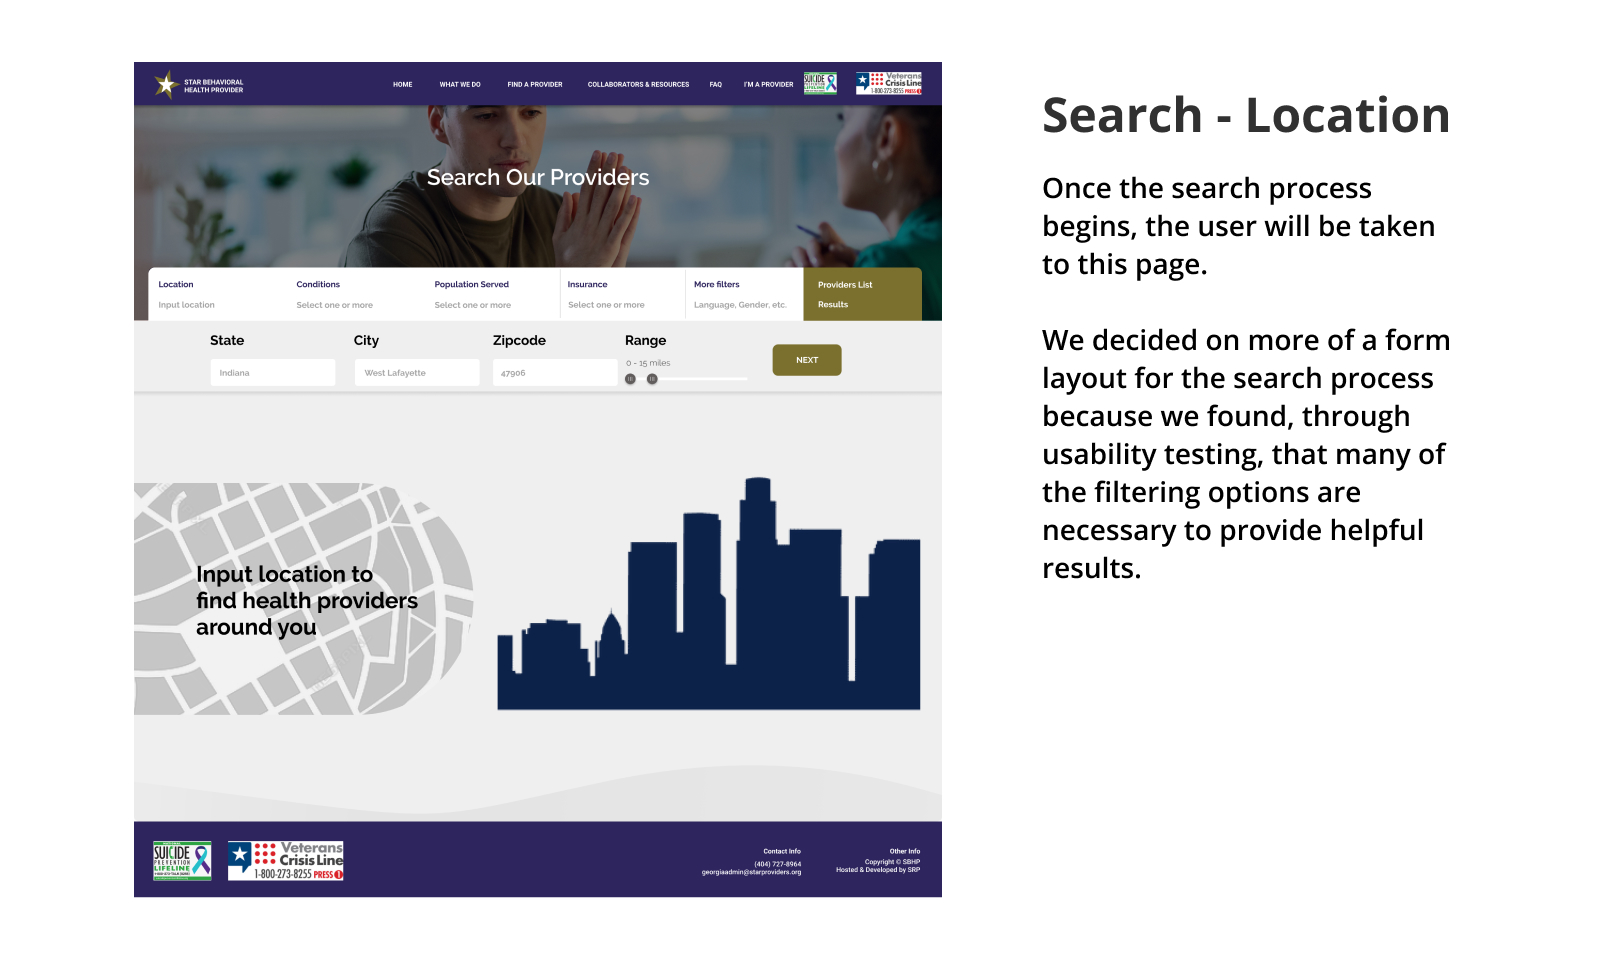 STAR BEHAVIORAL
HEALTH PROVIDER
HOME
WHAT WE DO
FIND A PROVIDER
COLLABORATORS & RESOURCES
FAQ
I'M A PROVIDER
SUICIDE
PREVENTION
LIFELINE
Veterans
Crisis Line
1-800-273-8255 PRESS 1
Search Our Providers
Location
Input location
Conditions
Select one or more
Population Served
Select one or more
Insurance
Select one or more
More filters
Language, Gender, etc.
Providers List
Results
State
Indiana
City
West Lafayette
Zipcode
47906
Range
0 - 15 miles
NEXT
Input location to
find health providers
around you
SUICIDE
PREVENTION
LIFELINE
Veterans
Crisis Line
1-800-273-8255 PRESS 1
Contact Info
(404) 727-8964
georgiaadmin@starproviders.org
Other Info
Copyright © SBHP
Hosted & Developed by SRP
Search - Location
Once the search process
begins, the user will be taken
to this page.
We decided on more of a form
layout for the search process
because we found, through
usability testing, that many of
the filtering options are
necessary to provide helpful
results.